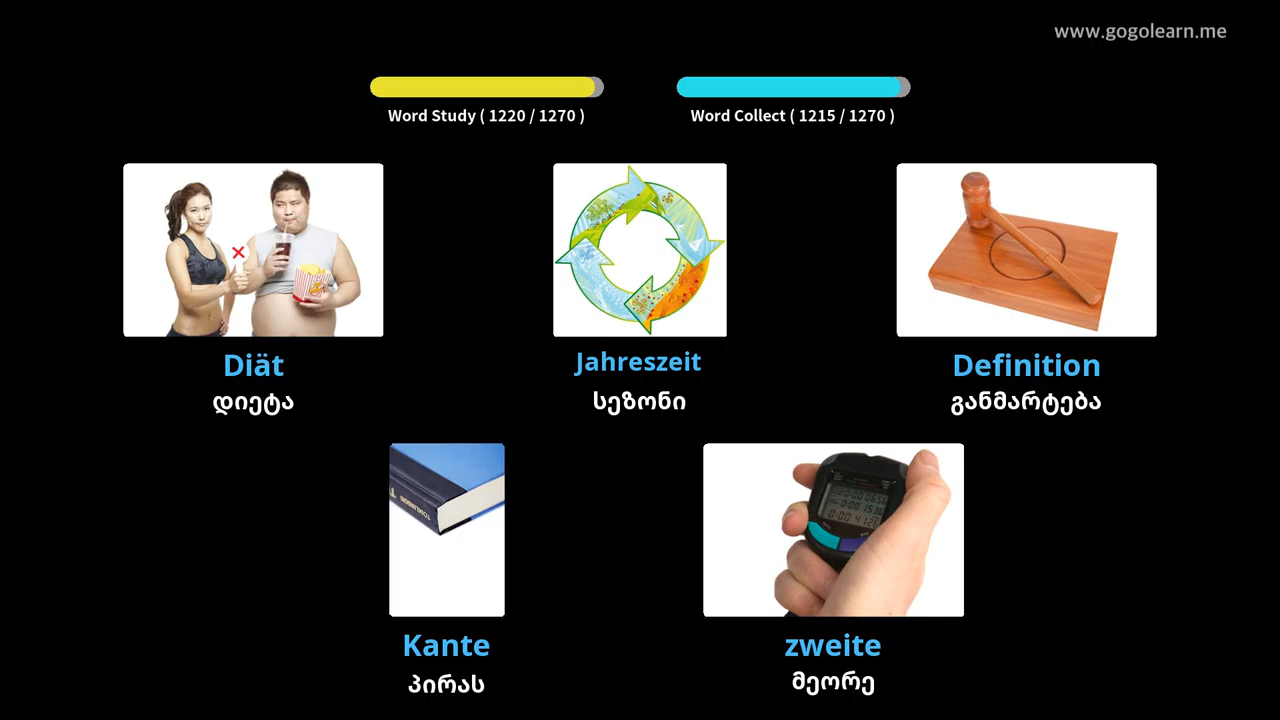 www.gogolearn.me
Word Study ( 1220 / 1270 )
Word Collect ( 1215 / 1270 )
Diät
დიეტა
Jahreszeit
სეზონი
Definition
განმარტება
TOMLINSON
Kante
პირას
zweite
მეორე